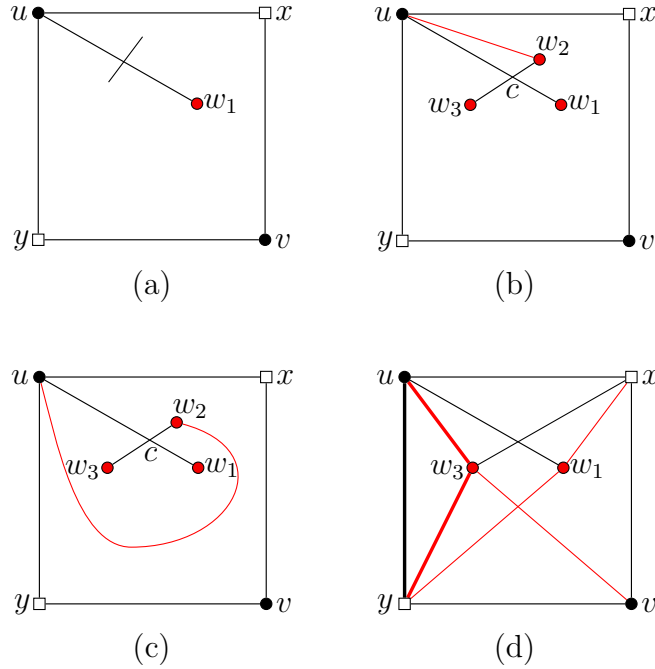 u x u x
w₂
w₁ w₃ c w₁
y v y v
(a) (b)
u x u x
w₂
w₃ c w₁ w₃ w₁
y v y v
(c) (d)